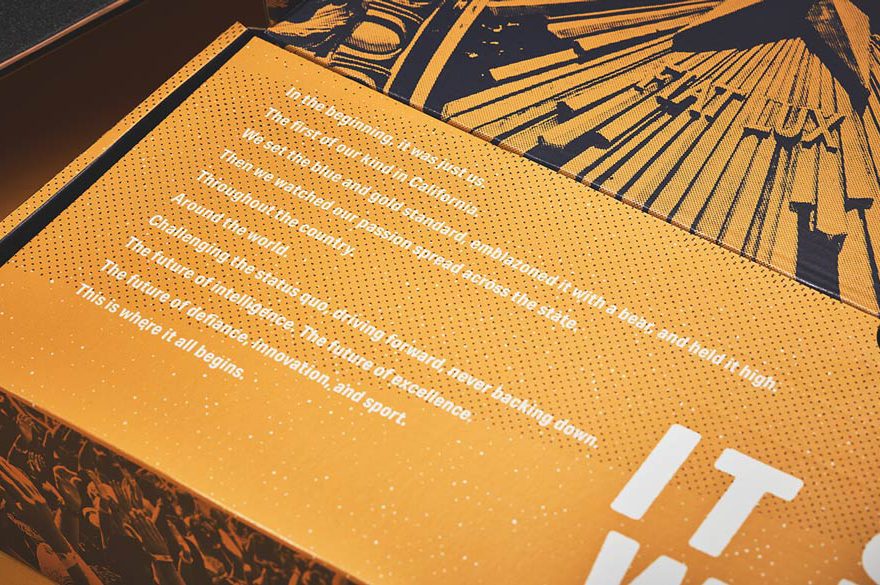 IAT LUX
In the beginning, it was just us.
The first of our kind in California.
We set the blue and gold standard, emblazoned it with a bear, and held it high.
Then we watched our passion spread across the state.
Throughout the country.
Around the world.
Challenging the status quo, driving forward, never backing down.
The future of intelligence. The future of excellence.
The future of defiance, innovation, and sport.
This is where it all begins.
IT